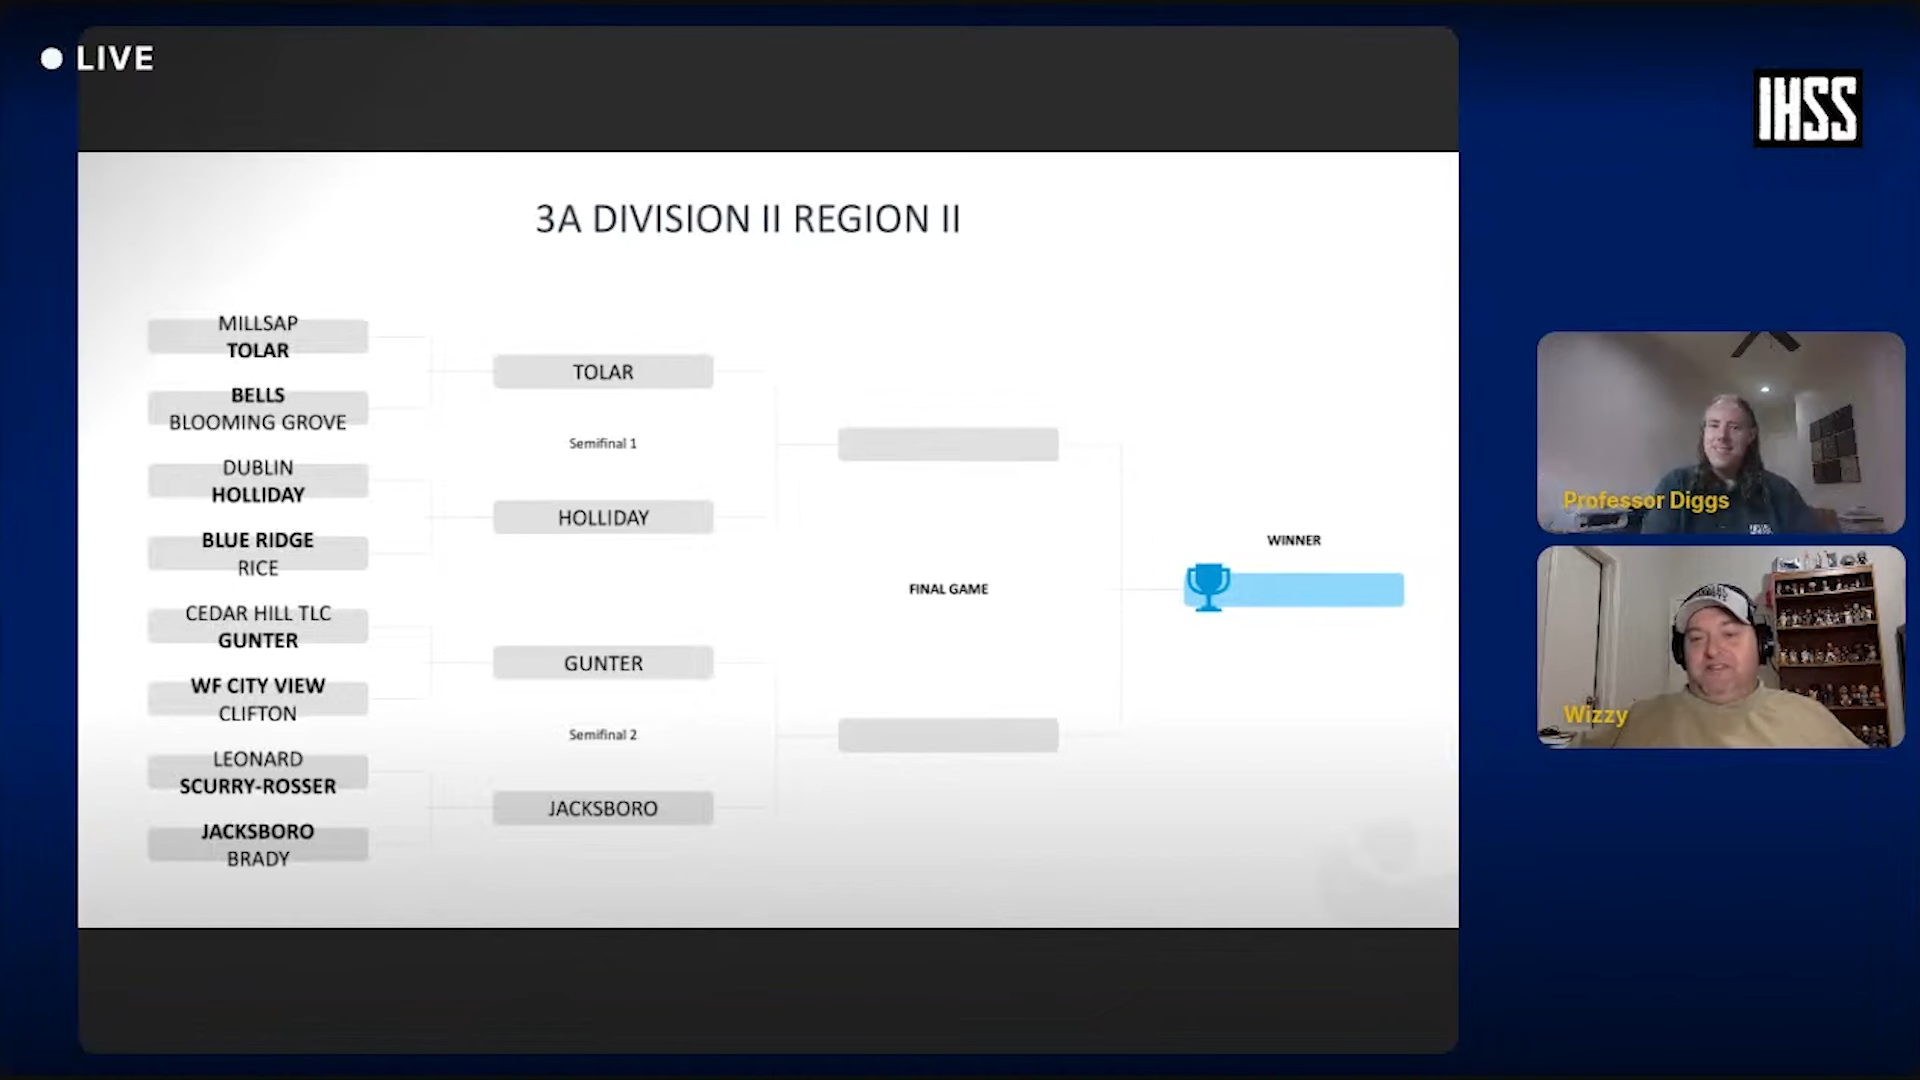 LIVE
IHSS
3A DIVISION II REGION II
MILLSAP
TOLAR
BELLS
BLOOMING GROVE
DUBLIN
HOLLIDAY
BLUE RIDGE
RICE
CEDAR HILL TLC
GUNTER
WF CITY VIEW
CLIFTON
LEONARD
SCURRY-ROSSER
JACKSBORO
BRADY
TOLAR
Semifinal 1
HOLLIDAY
GUNTER
Semifinal 2
JACKSBORO
FINAL GAME
WINNER
Professor Diggs
Wizzy